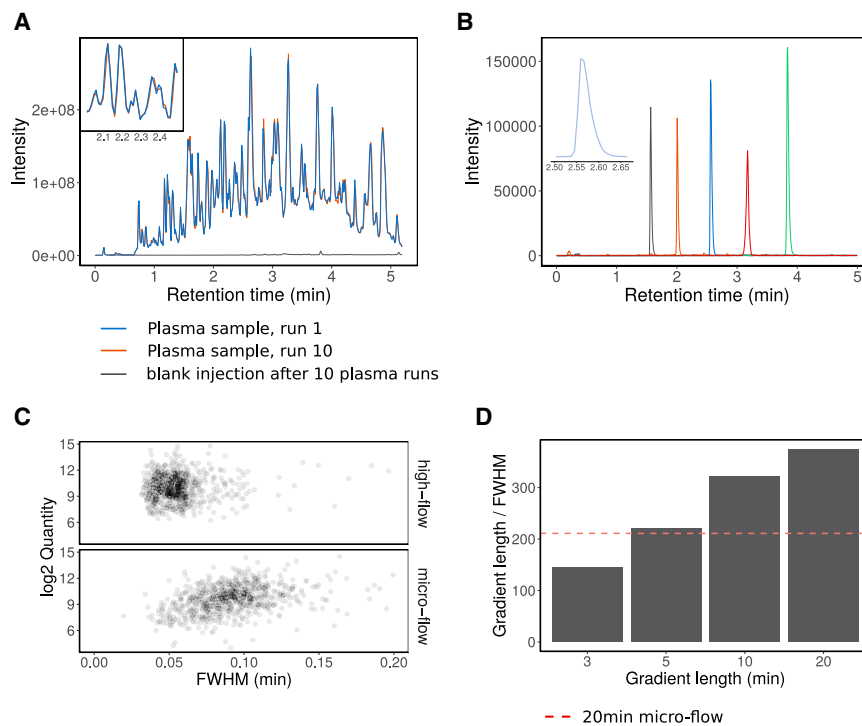 A
2e+08
1e+08
0e+00
Intensity
2.1 2.2 2.3 2.4
0 1 2 3 4 5
Retention time (min)
Plasma sample, run 1
Plasma sample, run 10
blank injection after 10 plasma runs
B
150000
100000
50000
0
Intensity
2.50 2.55 2.60 2.65
0 1 2 3 4 5
Retention time (min)
C
15
12
9
6
high-flow
log2 Quantity
15
12
9
6
micro-flow
0.00 0.05 0.10 0.15 0.20
FWHM (min)
D
300
200
100
0
Gradient length / FWHM
3 5 10 20
Gradient length (min)
20min micro-flow